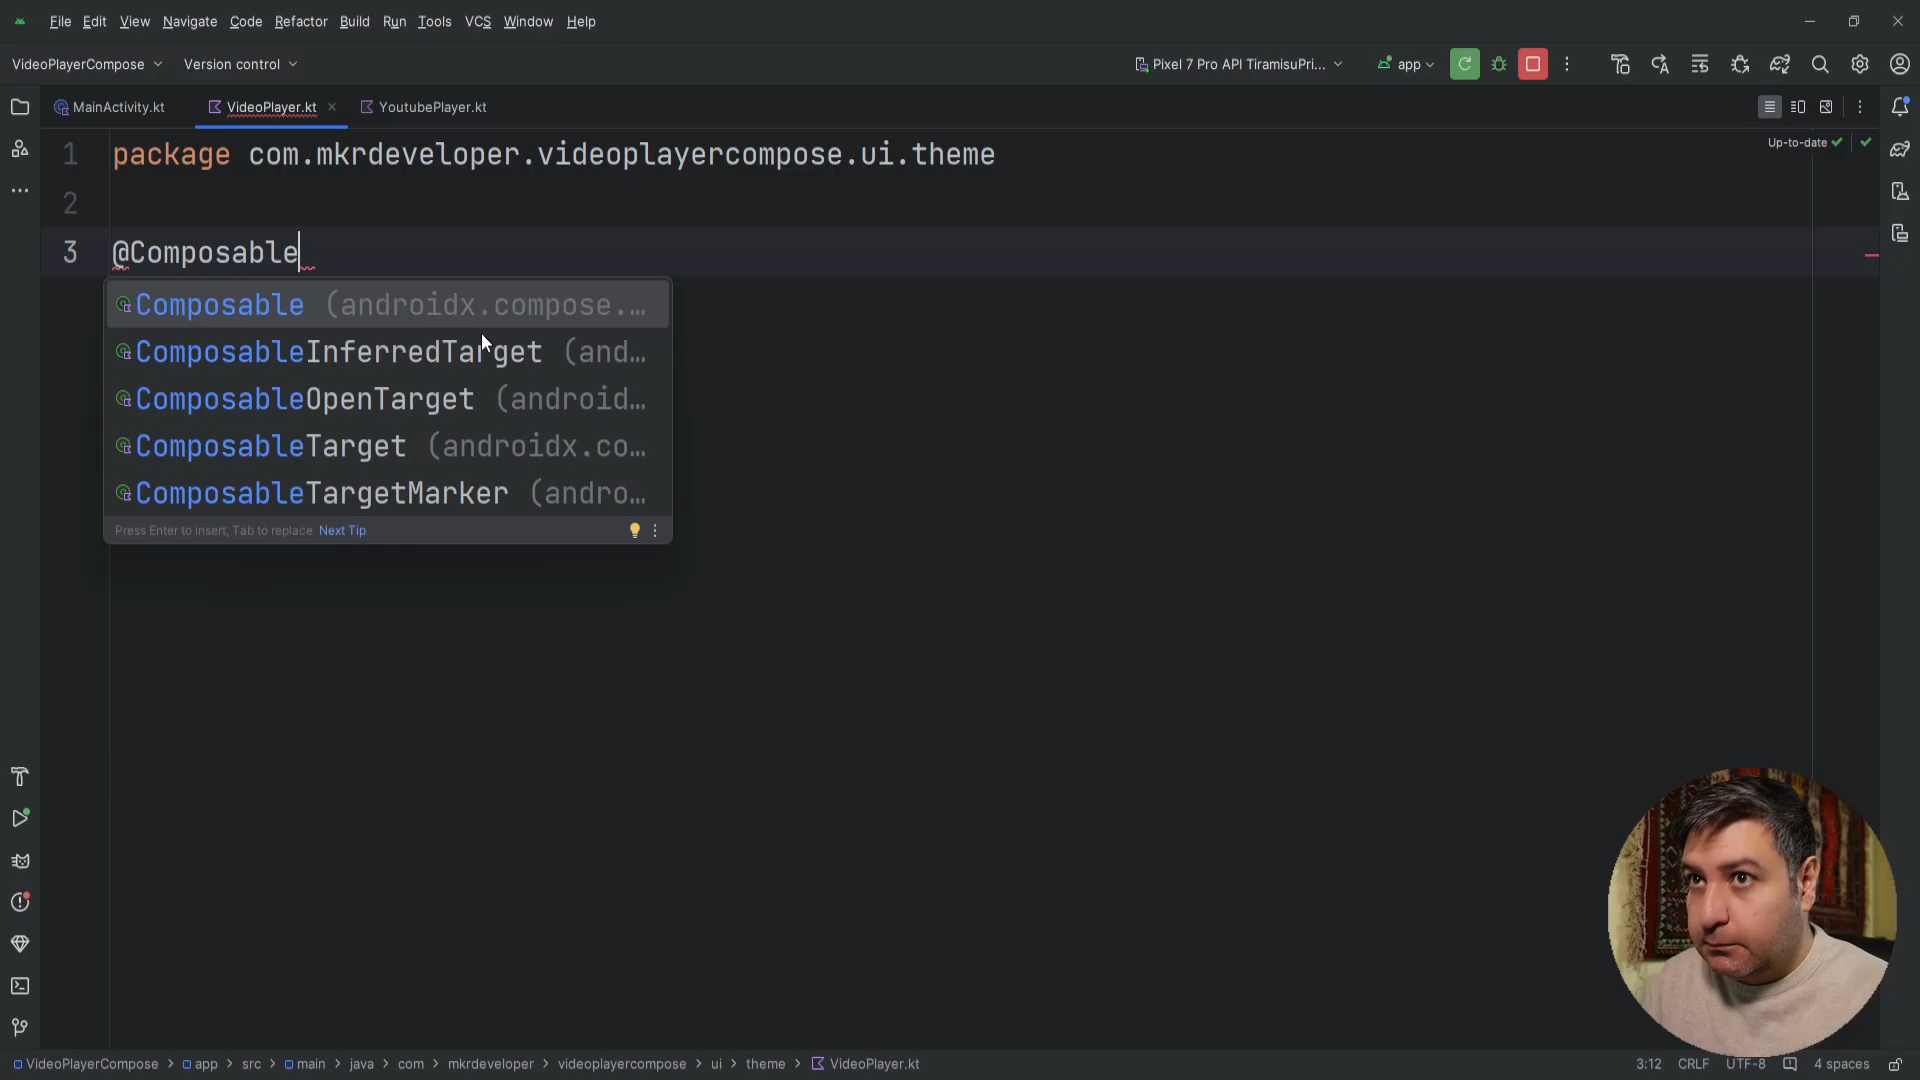 File Edit View Navigate Code Refactor Build Run Tools VCS Window Help
VideoPlayerCompose Version control Pixel 7 Pro API TiramisuPri... app
MainActivity.kt VideoPlayer.kt YoutubePlayer.kt
Up-to-date
1 package com.mkrdeveloper.videoplayercompose.ui.theme
2
3 @Composable
Composable (androidx.compose....
ComposableInferredTarget (and...
ComposableOpenTarget (android...
ComposableTarget (androidx.co...
ComposableTargetMarker (andro...
Press Enter to insert, Tab to replace Next Tip
VideoPlayerCompose > app > src > main > java > com > mkrdeveloper > videoplayercompose > ui > theme > VideoPlayer.kt 3:12 CRLF UTF-8 4 spaces